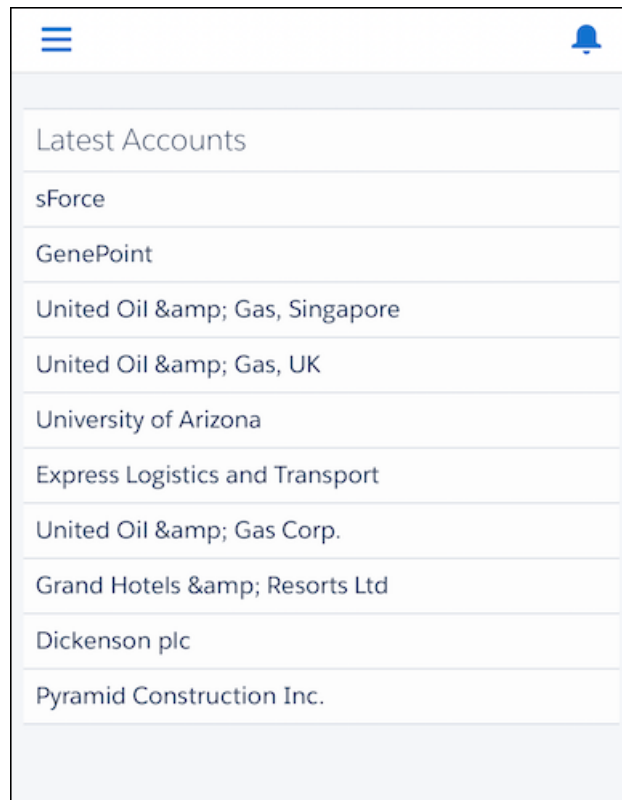 Latest Accounts
sForce
GenePoint
United Oil &amp; Gas, Singapore
United Oil &amp; Gas, UK
University of Arizona
Express Logistics and Transport
United Oil &amp; Gas Corp.
Grand Hotels &amp; Resorts Ltd
Dickenson plc
Pyramid Construction Inc.